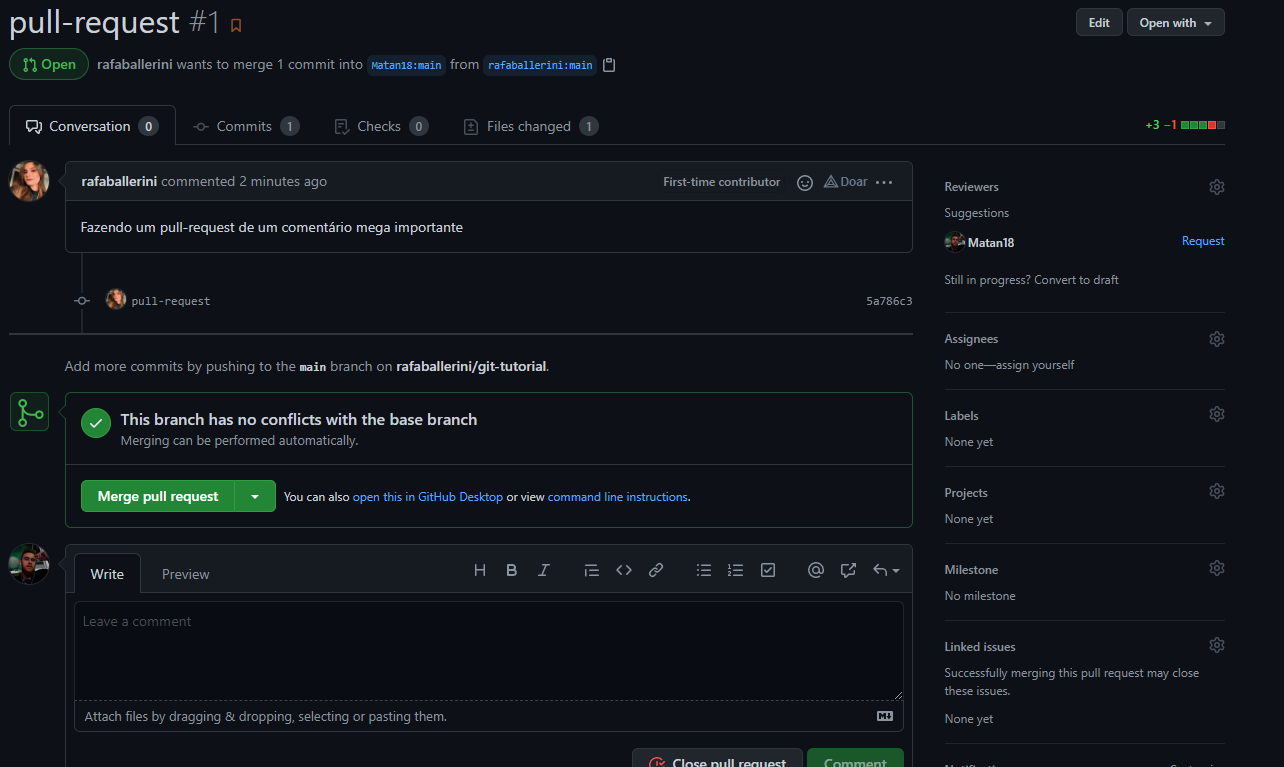 pull-request #1
Edit
Open with
Open
rafaballerini wants to merge 1 commit into Matan18:main from rafaballerini:main
Conversation 0
Commits 1
Checks 0
Files changed 1
+3 −1
rafaballerini commented 2 minutes ago
First-time contributor
Doar
Fazendo um pull-request de um comentário mega importante
pull-request
5a786c3
Add more commits by pushing to the main branch on rafaballerini/git-tutorial.
This branch has no conflicts with the base branch
Merging can be performed automatically.
Merge pull request
You can also open this in GitHub Desktop or view command line instructions.
Write
Preview
Leave a comment
Attach files by dragging & dropping, selecting or pasting them.
Close pull request
Comment
Reviewers
Suggestions
Matan18
Request
Still in progress? Convert to draft
Assignees
No one—assign yourself
Labels
None yet
Projects
None yet
Milestone
No milestone
Linked issues
Successfully merging this pull request may close
these issues.
None yet